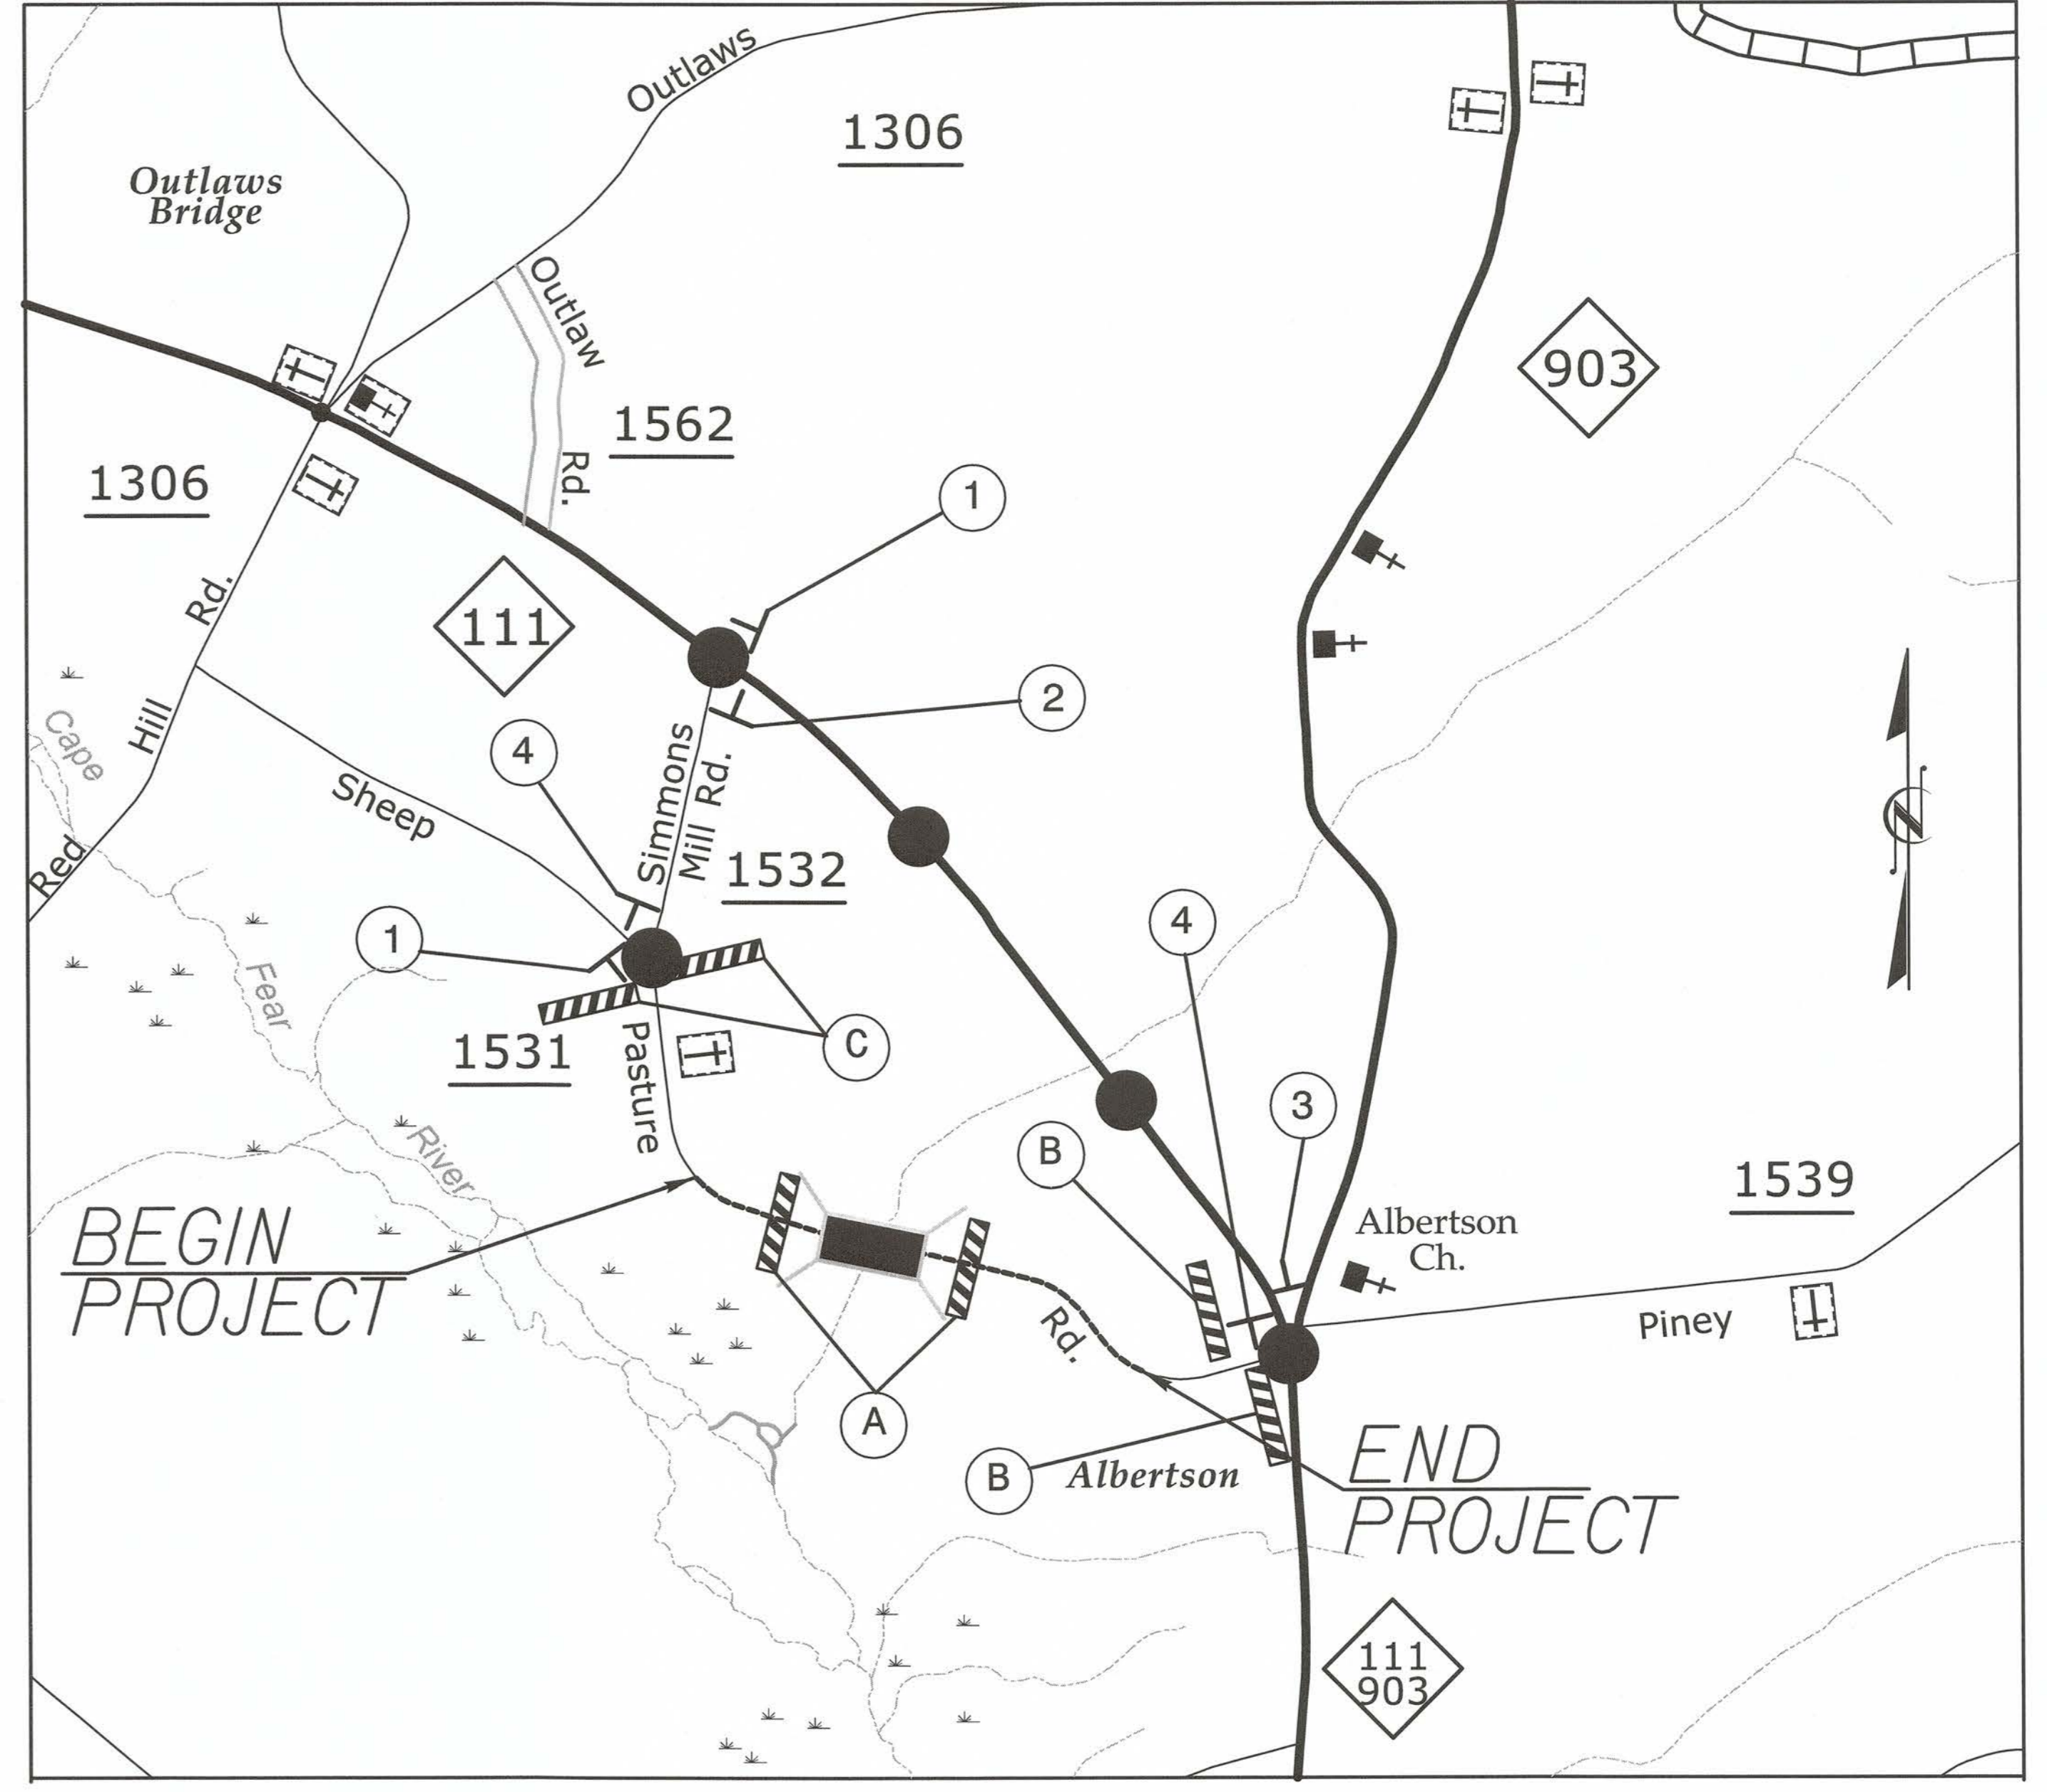 Outlaws
1306
Outlaws
Bridge
Outlaw
Rd.
903
1562
1306
1
Rd.
111
2
Hill
Cape
4
Simmons
Mill Rd.
Sheep
1532
Red
4
1
Fear
1531
C
Pasture
3
B
River
1539
Albertson
Ch.
BEGIN
PROJECT
Rd.
Piney
A
END
PROJECT
B
Albertson
111
903
N